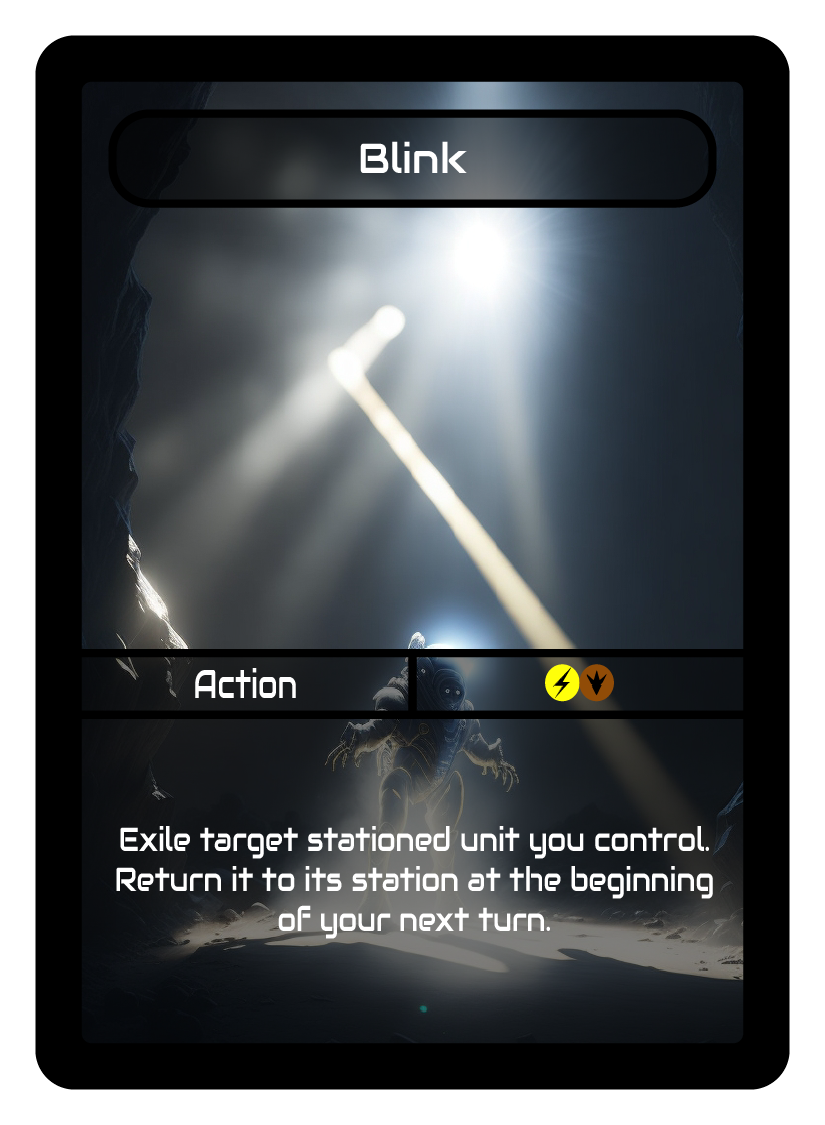 Blink
Action
Exile target stationed unit you control.
Return it to its station at the beginning
of your next turn.